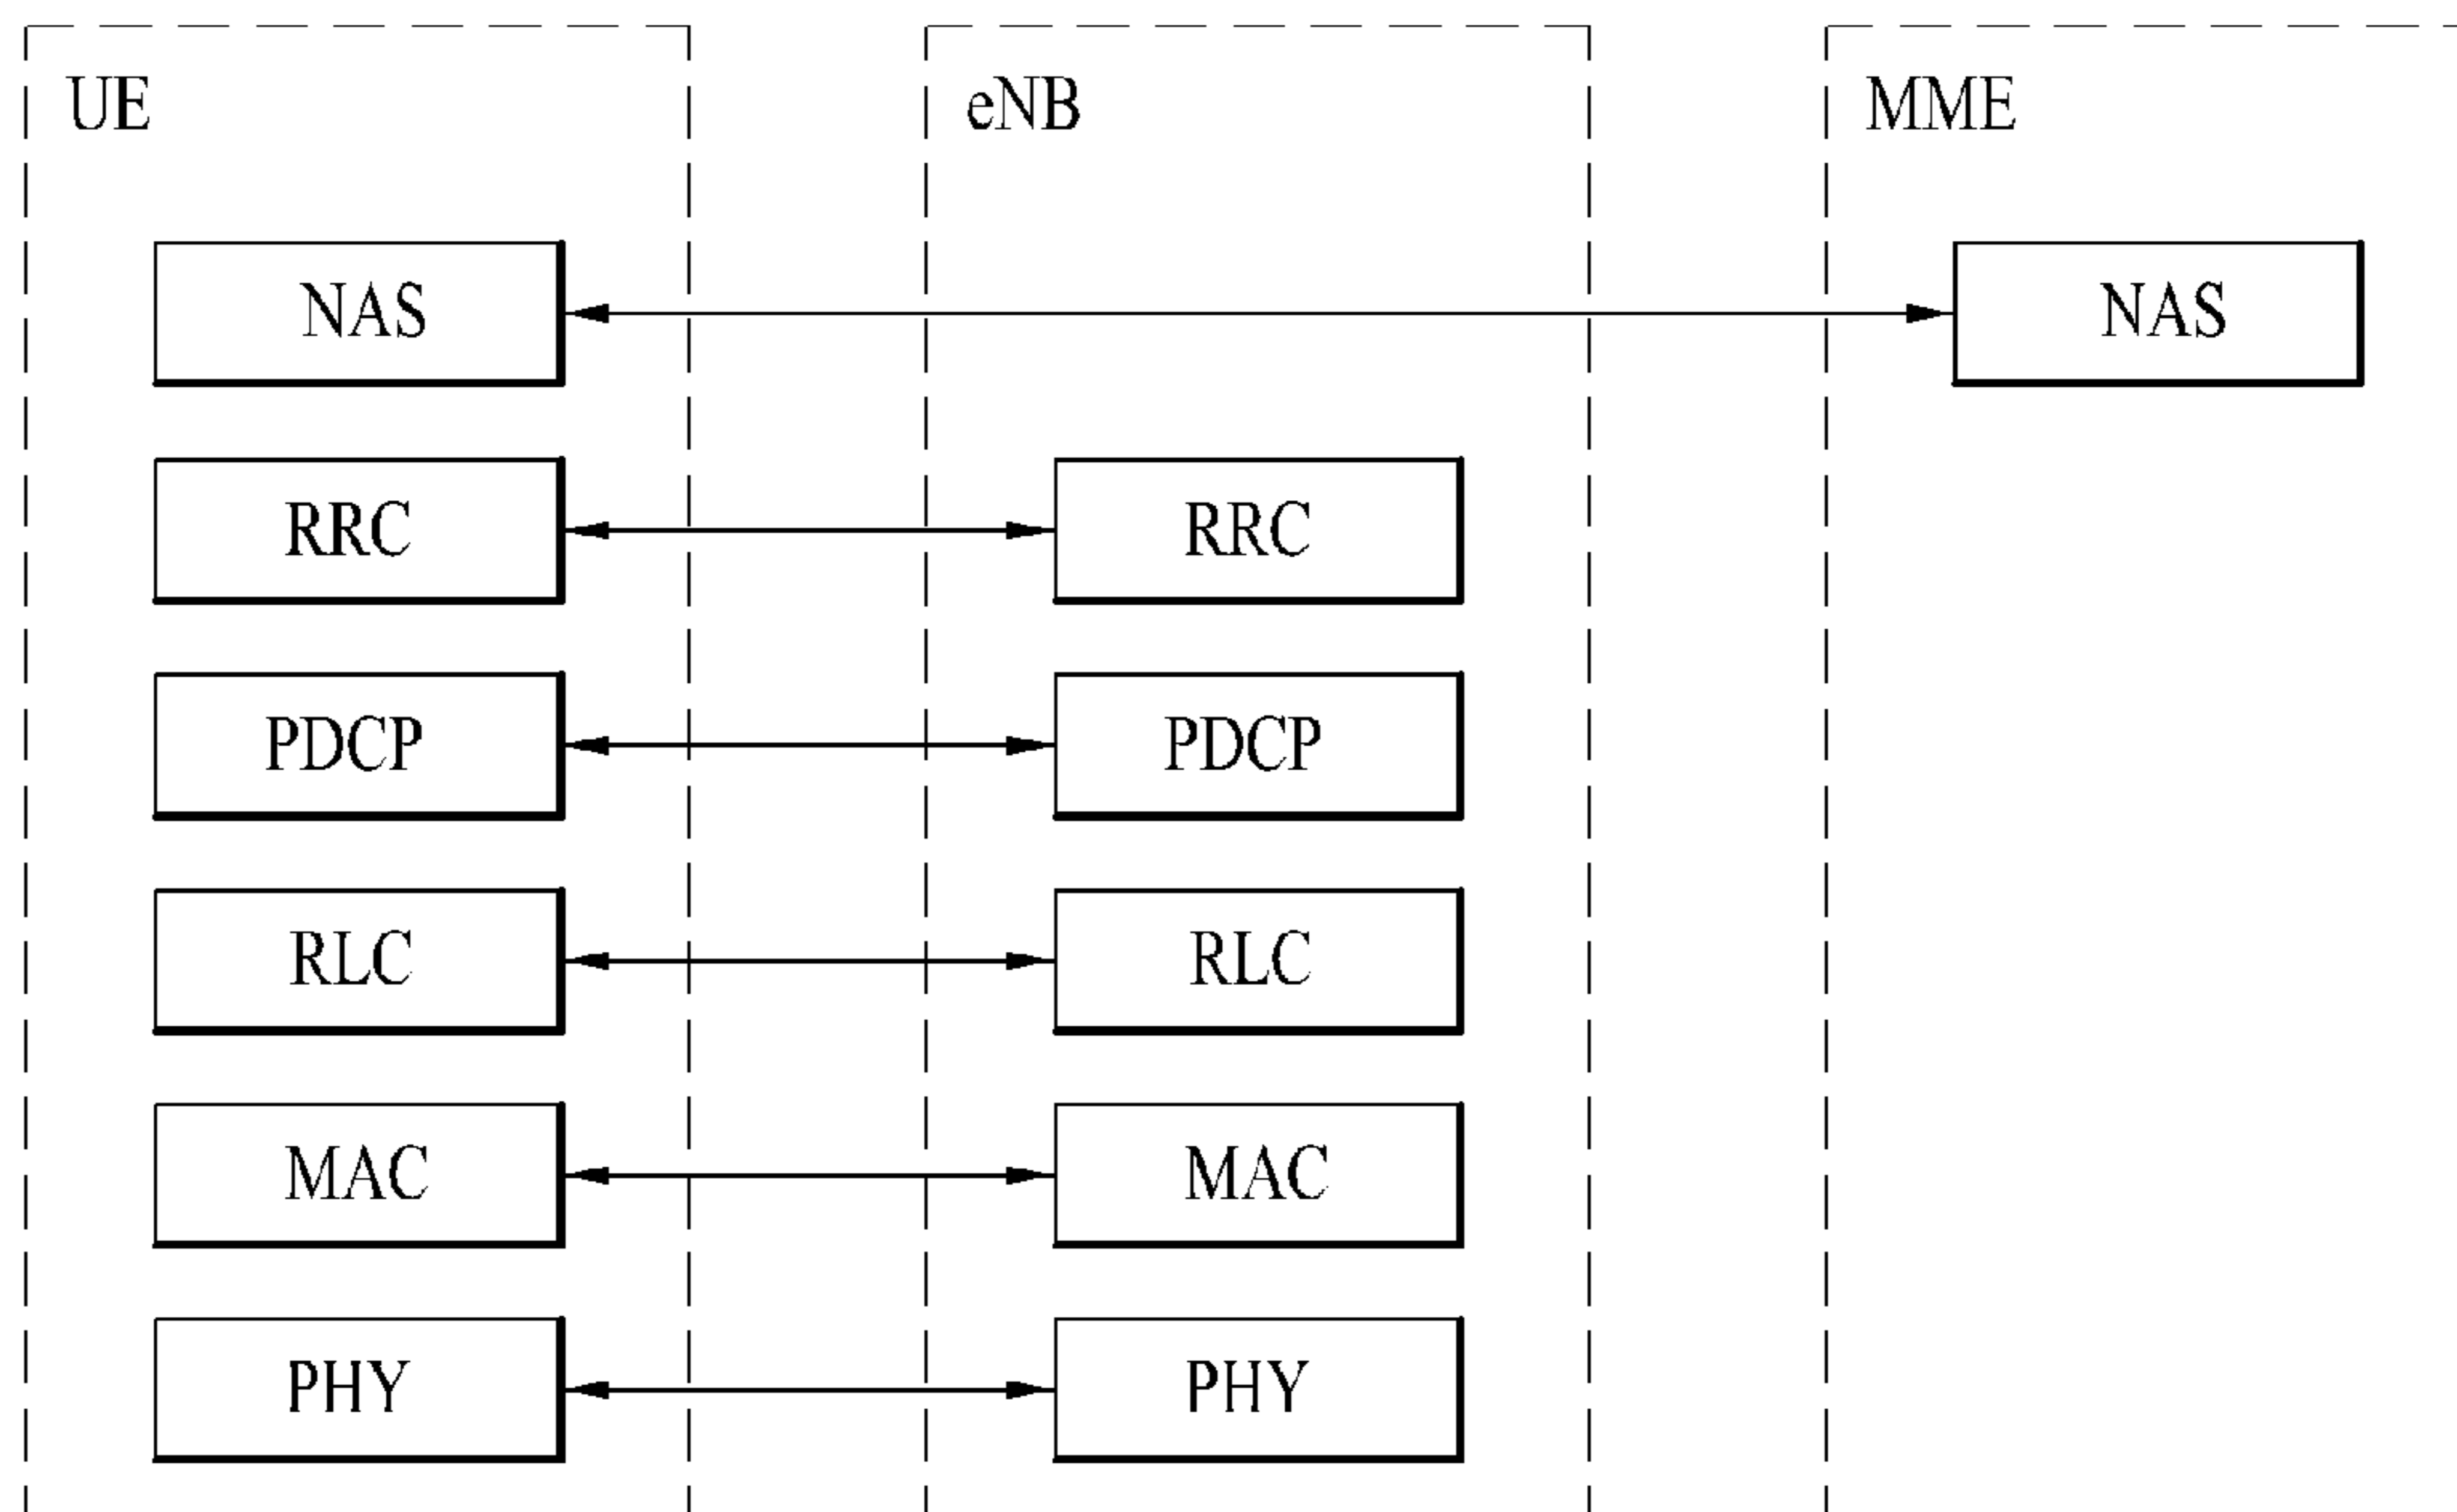 UE eNB MME
NAS NAS
RRC RRC
PDCP PDCP
RLC RLC
MAC MAC
PHY PHY